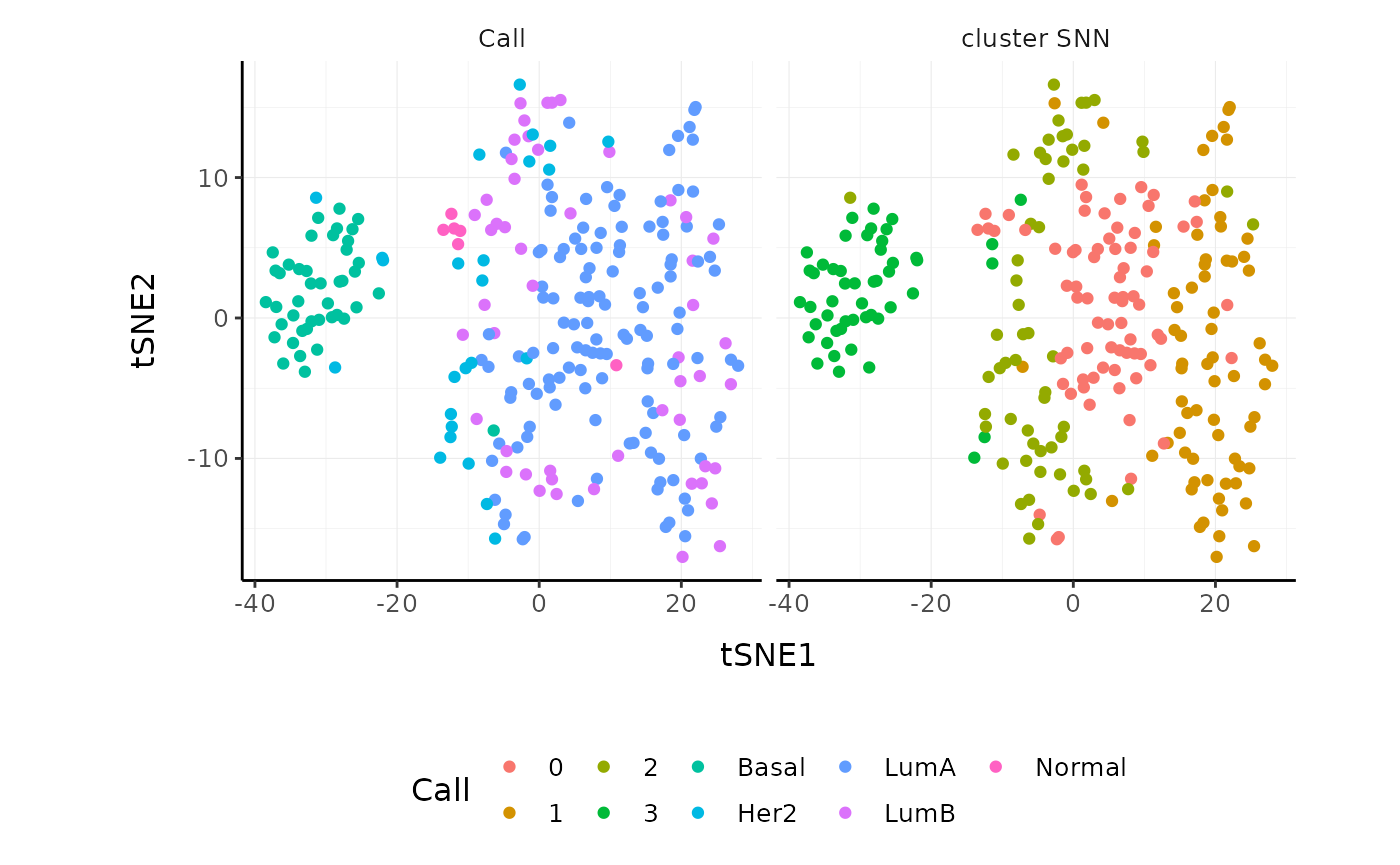 Call cluster SNN
10
0
-10
tSNE2
-40 -20 0 20 -40 -20 0 20
tSNE1
Call 0 2 Basal LumA Normal
1 3 Her2 LumB